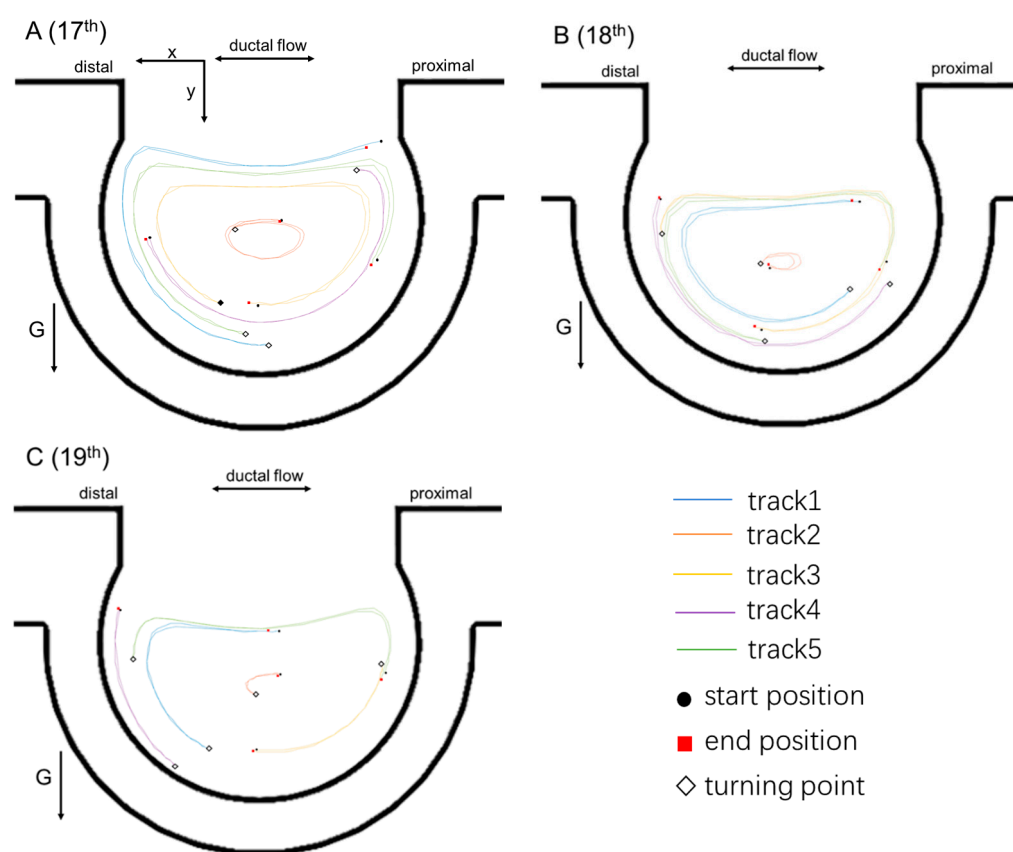 A (17th)
x
ductal flow
distal
proximal
y
G
B (18th)
ductal flow
distal
proximal
G
C (19th)
ductal flow
distal
proximal
G
track1
track2
track3
track4
track5
start position
end position
turning point